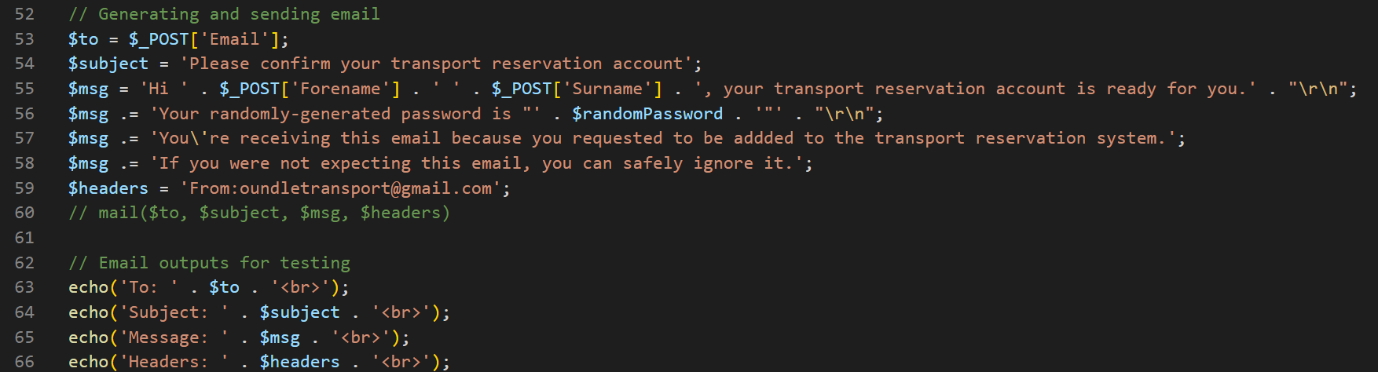 52 // Generating and sending email
53 $to = $_POST['Email'];
54 $subject = 'Please confirm your transport reservation account';
55 $msg = 'Hi ' . $_POST['Forename'] . ' ' . $_POST['Surname'] . ', your transport reservation account is ready for you.' . "\r\n";
56 $msg .= 'Your randomly-generated password is "' . $randomPassword . '"' . "\r\n";
57 $msg .= 'You\'re receiving this email because you requested to be addded to the transport reservation system.';
58 $msg .= 'If you were not expecting this email, you can safely ignore it.';
59 $headers = 'From:oundletransport@gmail.com';
60 // mail($to, $subject, $msg, $headers)
61
62 // Email outputs for testing
63 echo('To: ' . $to . '<br>');
64 echo('Subject: ' . $subject . '<br>');
65 echo('Message: ' . $msg . '<br>');
66 echo('Headers: ' . $headers . '<br>');